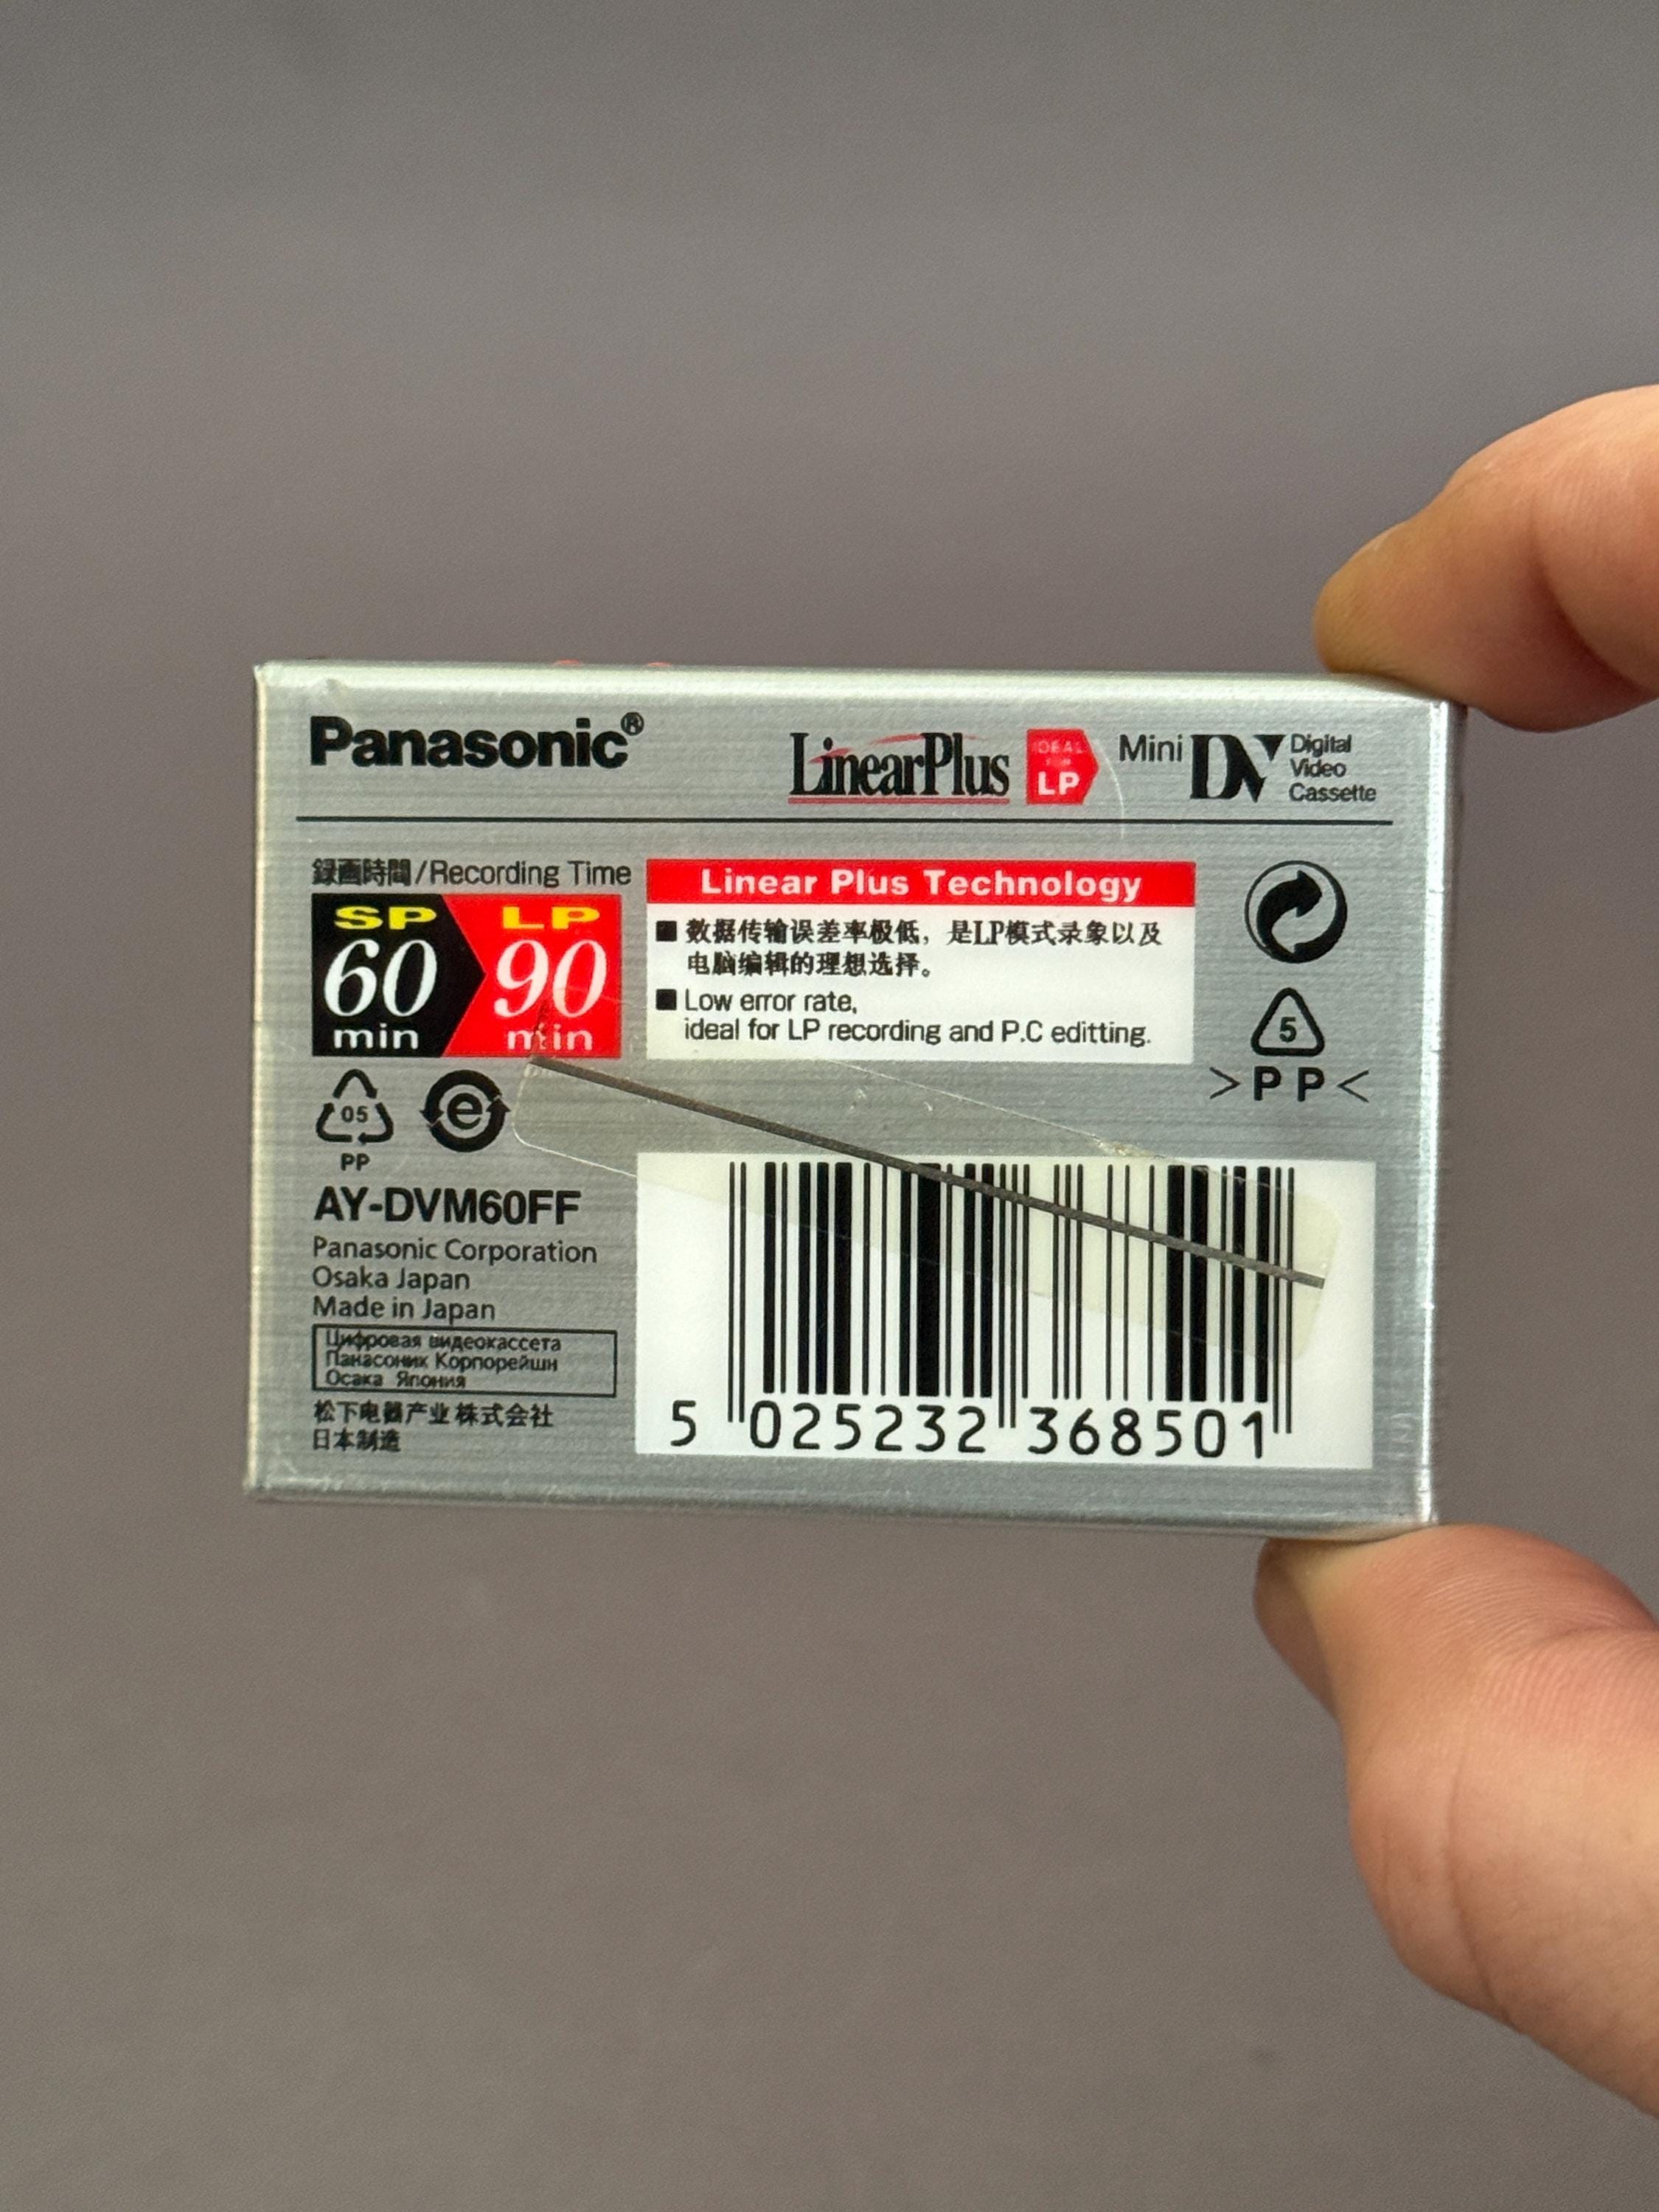 Panasonic®
LinearPlus IDEAL FOR LP Mini DV Digital Video Cassette
録画時間/Recording Time
SP LP
60 90
min min
Linear Plus Technology
■ 数据传输误差率极低，是LP模式录象以及
电脑编辑的理想选择。
■ Low error rate,
ideal for LP recording and P.C editting.
5
>PP<
05
PP
e
AY-DVM60FF
Panasonic Corporation
Osaka Japan
Made in Japan
Цифровая видеокассета
Панасоник Корпорейшн
Осака Япония
松下电器产业株式会社
日本制造
5 025232 368501